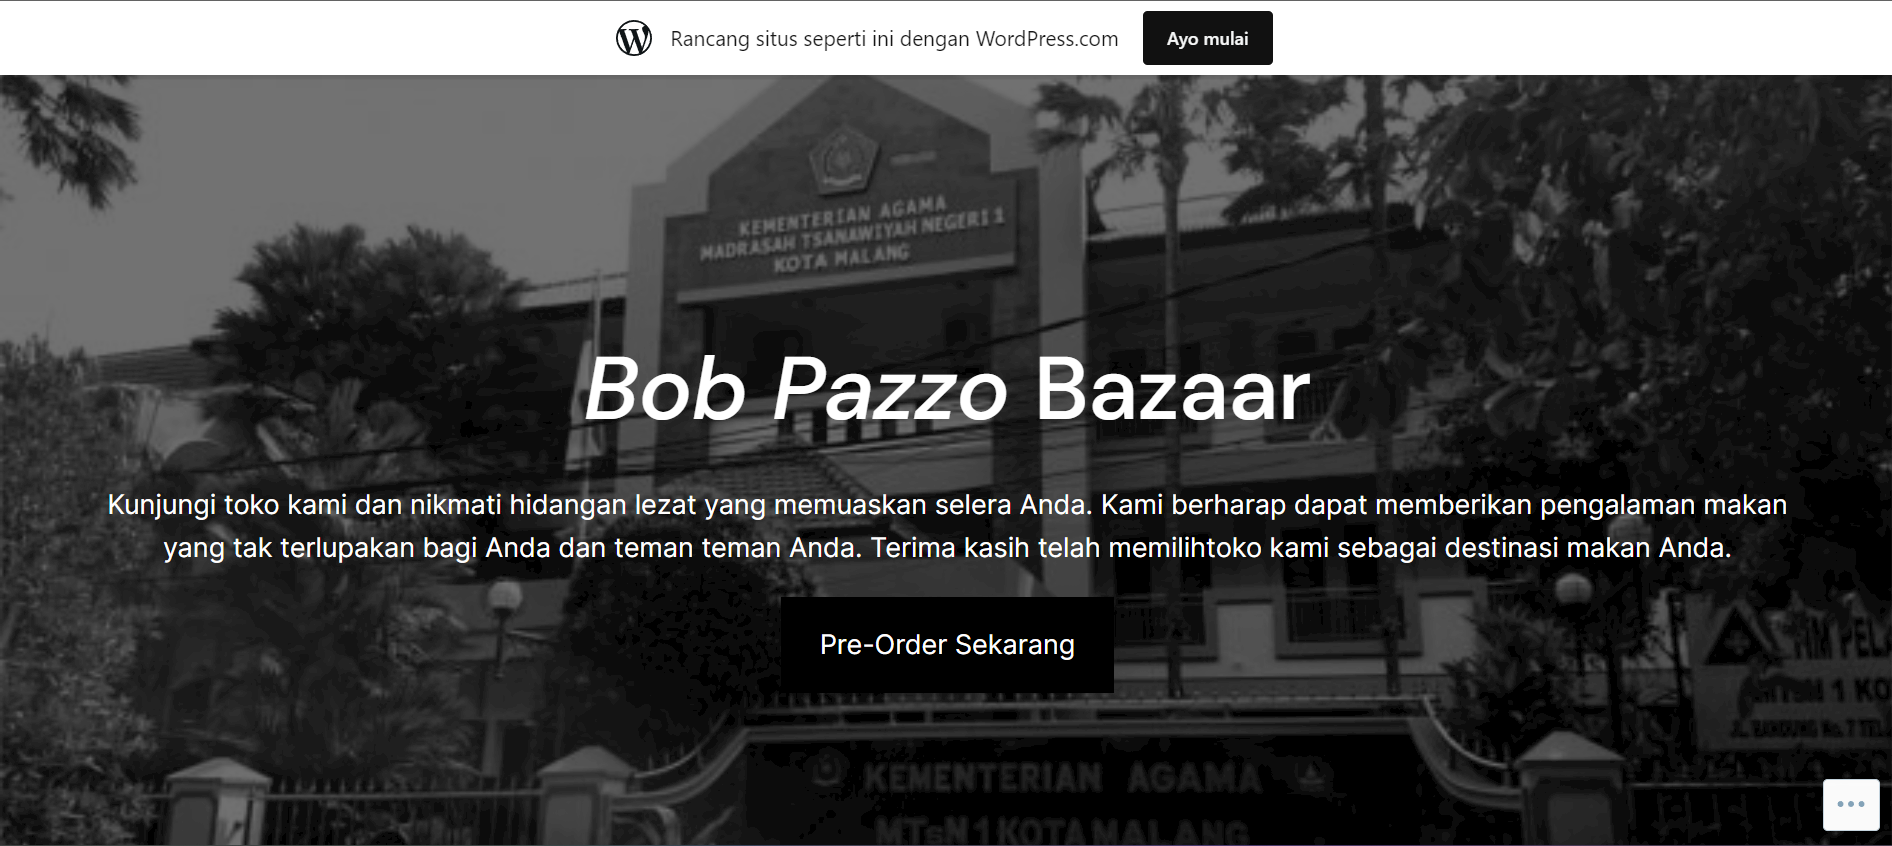 Rancang situs seperti ini dengan WordPress.com
Ayo mulai
KEMENTERIAN AGAMA
MADRASAH TSANAWIYAH NEGERI 1
KOTA MALANG
Bob Pazzo Bazaar
Kunjungi toko kami dan nikmati hidangan lezat yang memuaskan selera Anda. Kami berharap dapat memberikan pengalaman makan
yang tak terlupakan bagi Anda dan teman teman Anda. Terima kasih telah memilihtoko kami sebagai destinasi makan Anda.
Pre-Order Sekarang
KEMENTERIAN AGAMA
MTsN 1 KOTA MALANG